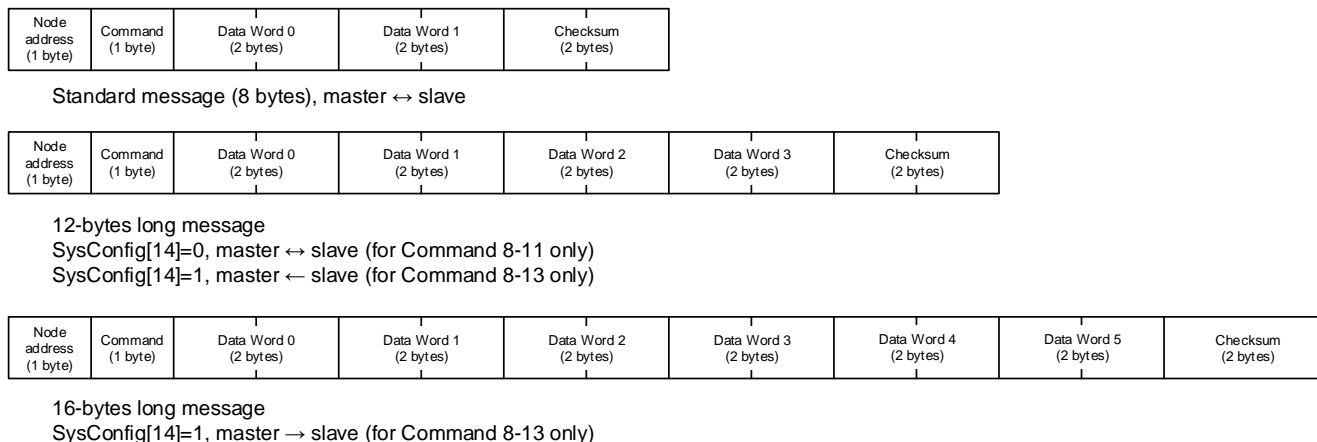 Node
address
(1 byte)
Command
(1 byte)
Data Word 0
(2 bytes)
Data Word 1
(2 bytes)
Checksum
(2 bytes)
Standard message (8 bytes), master ↔ slave
Node
address
(1 byte)
Command
(1 byte)
Data Word 0
(2 bytes)
Data Word 1
(2 bytes)
Data Word 2
(2 bytes)
Data Word 3
(2 bytes)
Checksum
(2 bytes)
12-bytes long message
SysConfig[14]=0, master ↔ slave (for Command 8-11 only)
SysConfig[14]=1, master ← slave (for Command 8-13 only)
Node
address
(1 byte)
Command
(1 byte)
Data Word 0
(2 bytes)
Data Word 1
(2 bytes)
Data Word 2
(2 bytes)
Data Word 3
(2 bytes)
Data Word 4
(2 bytes)
Data Word 5
(2 bytes)
Checksum
(2 bytes)
16-bytes long message
SysConfig[14]=1, master → slave (for Command 8-13 only)